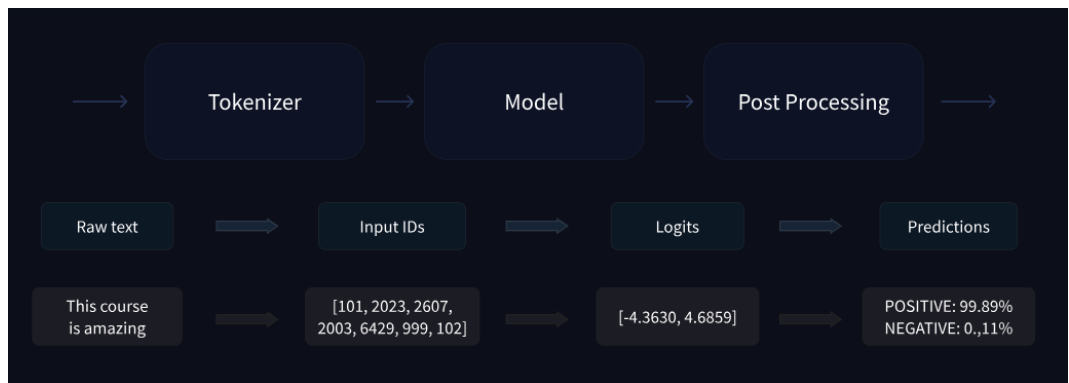 Tokenizer
Model
Post Processing
Raw text
Input IDs
Logits
Predictions
This course
is amazing
[101, 2023, 2607,
2003, 6429, 999, 102]
[-4.3630, 4.6859]
POSITIVE: 99.89%
NEGATIVE: 0.,11%